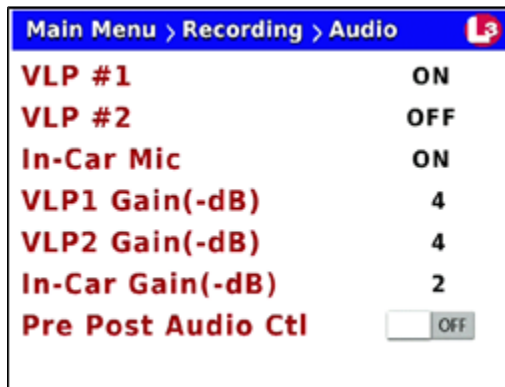 Main Menu > Recording > Audio L3
VLP #1 ON
VLP #2 OFF
In-Car Mic ON
VLP1 Gain(-dB) 4
VLP2 Gain(-dB) 4
In-Car Gain(-dB) 2
Pre Post Audio Ctl OFF